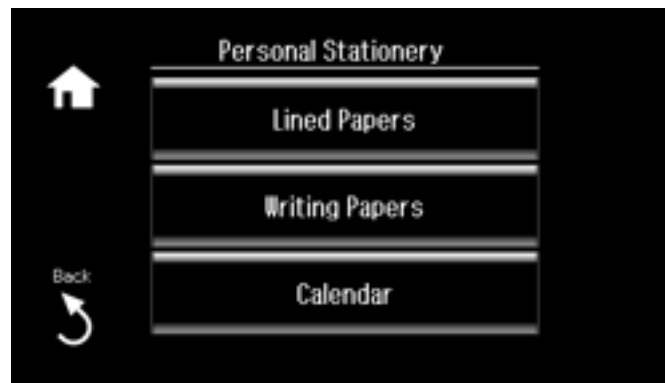 Personal Stationery
Lined Papers
Writing Papers
Back
Calendar